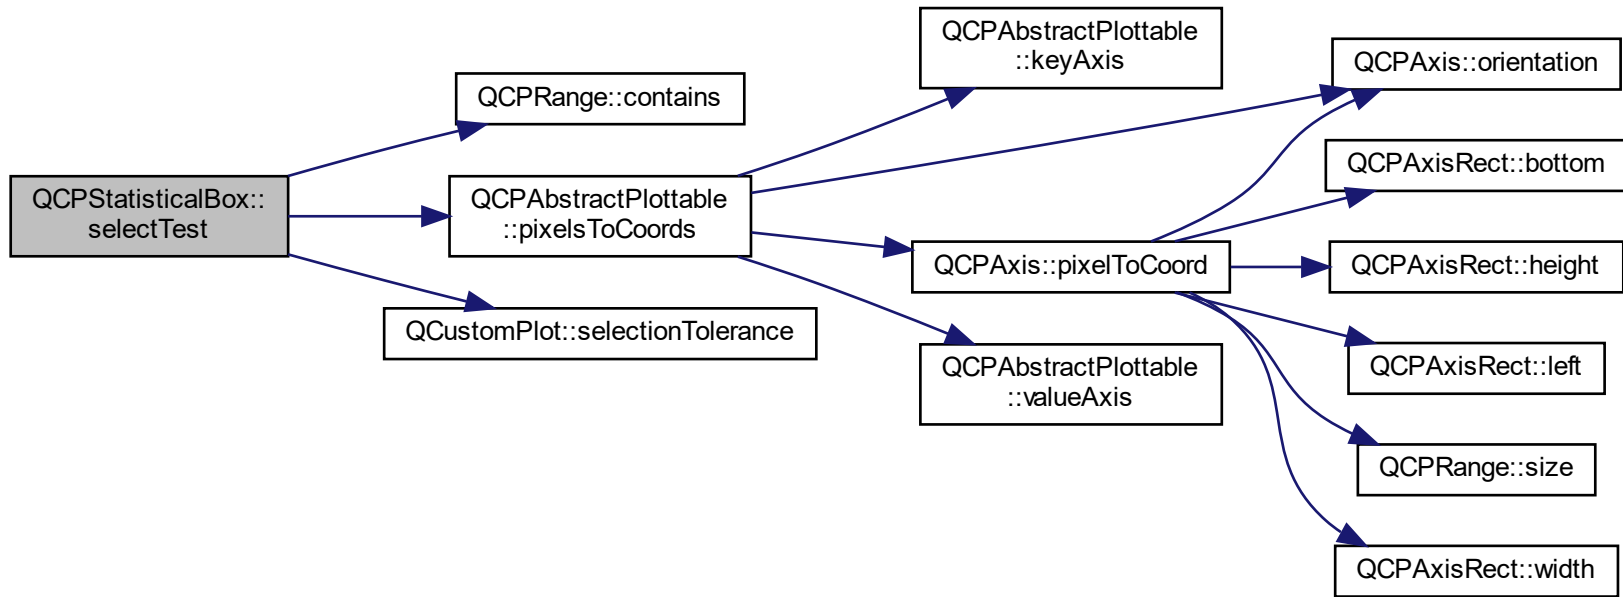 QCPStatisticalBox::
selectTest
QCPRange::contains
QCPAbstractPlottable
::pixelsToCoords
QCustomPlot::selectionTolerance
QCPAbstractPlottable
::keyAxis
QCPAxis::pixelToCoord
QCPAbstractPlottable
::valueAxis
QCPAxis::orientation
QCPAxisRect::bottom
QCPAxisRect::height
QCPAxisRect::left
QCPRange::size
QCPAxisRect::width